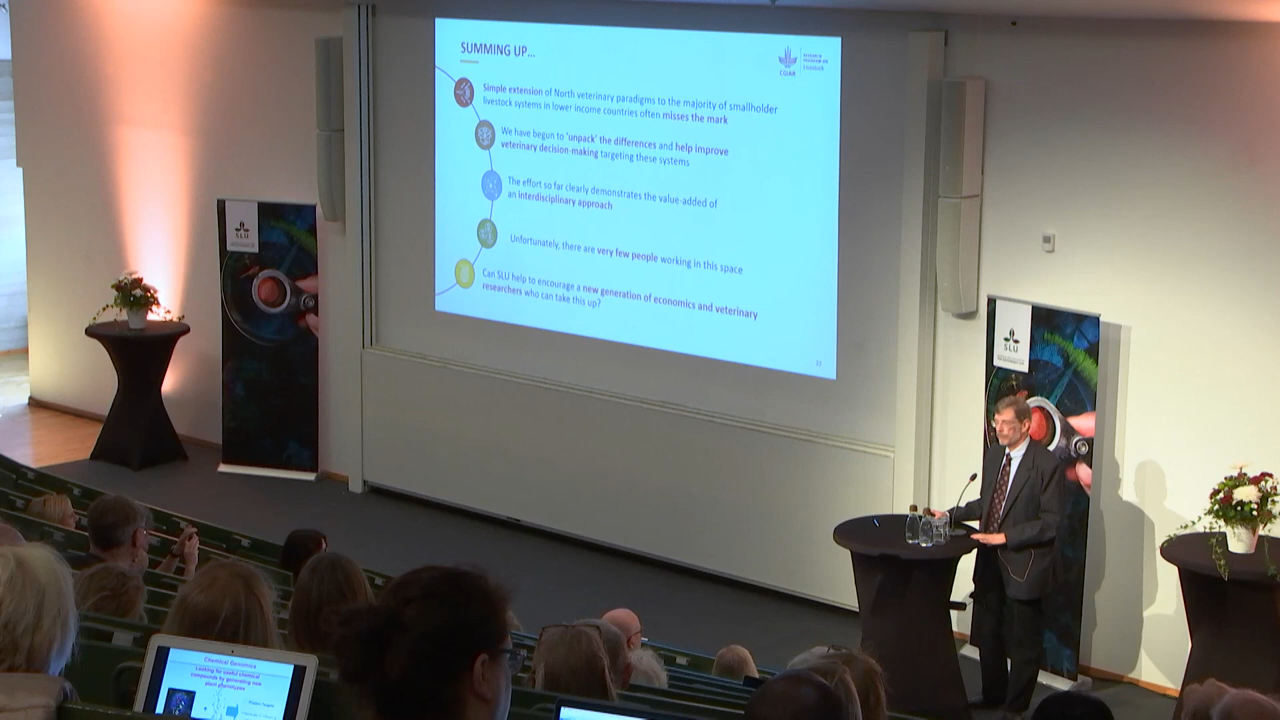 SUMMING UP...
CGIAR
RESEARCH
PROGRAM ON
Livestock
Simple extension of North veterinary paradigms to the majority of smallholder
livestock systems in lower income countries often misses the mark
We have begun to 'unpack' the differences and help improve
veterinary decision-making targeting these systems
The effort so far clearly demonstrates the value-added of
an interdisciplinary approach
Unfortunately, there are very few people working in this space
Can SLU help to encourage a new generation of economics and veterinary
researchers who can take this up?
SLU
SLU
Chemical Genomics
Looking for useful chemical
compounds by generating new
plant phenotypes